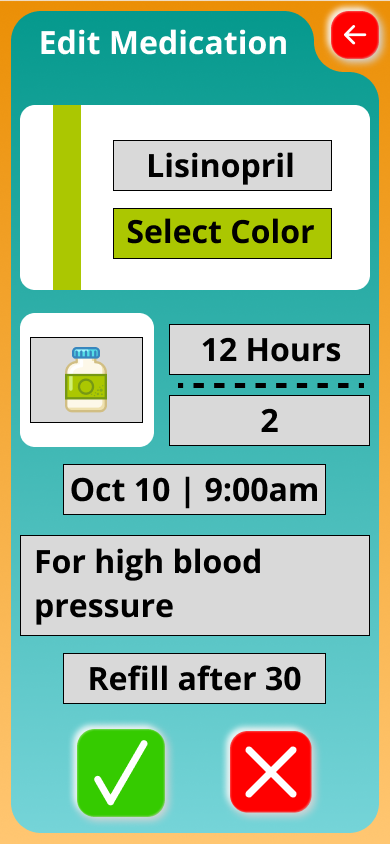 Edit Medication
Lisinopril
Select Color
12 Hours
2
Oct 10 | 9:00am
For high blood
pressure
Refill after 30